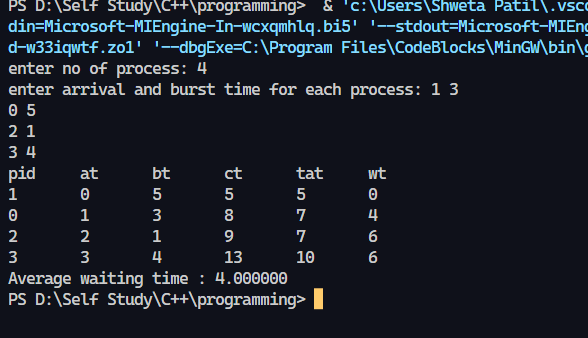 PS D:\Self Study\C++\programming>  & 'c:\Users\Shweta Patil\.vsco
din=Microsoft-MIEngine-In-wcxqmhlq.bi5' '--stdout=Microsoft-MIEng
d-w33iqwtf.zo1' '--dbgExe=C:\Program Files\CodeBlocks\MinGW\bin\g
enter no of process: 4
enter arrival and burst time for each process: 1 3
0 5
2 1
3 4
pid at bt ct tat wt
1 0 5 5 5 0
0 1 3 8 7 4
2 2 1 9 7 6
3 3 4 13 10 6
Average waiting time : 4.000000
PS D:\Self Study\C++\programming>